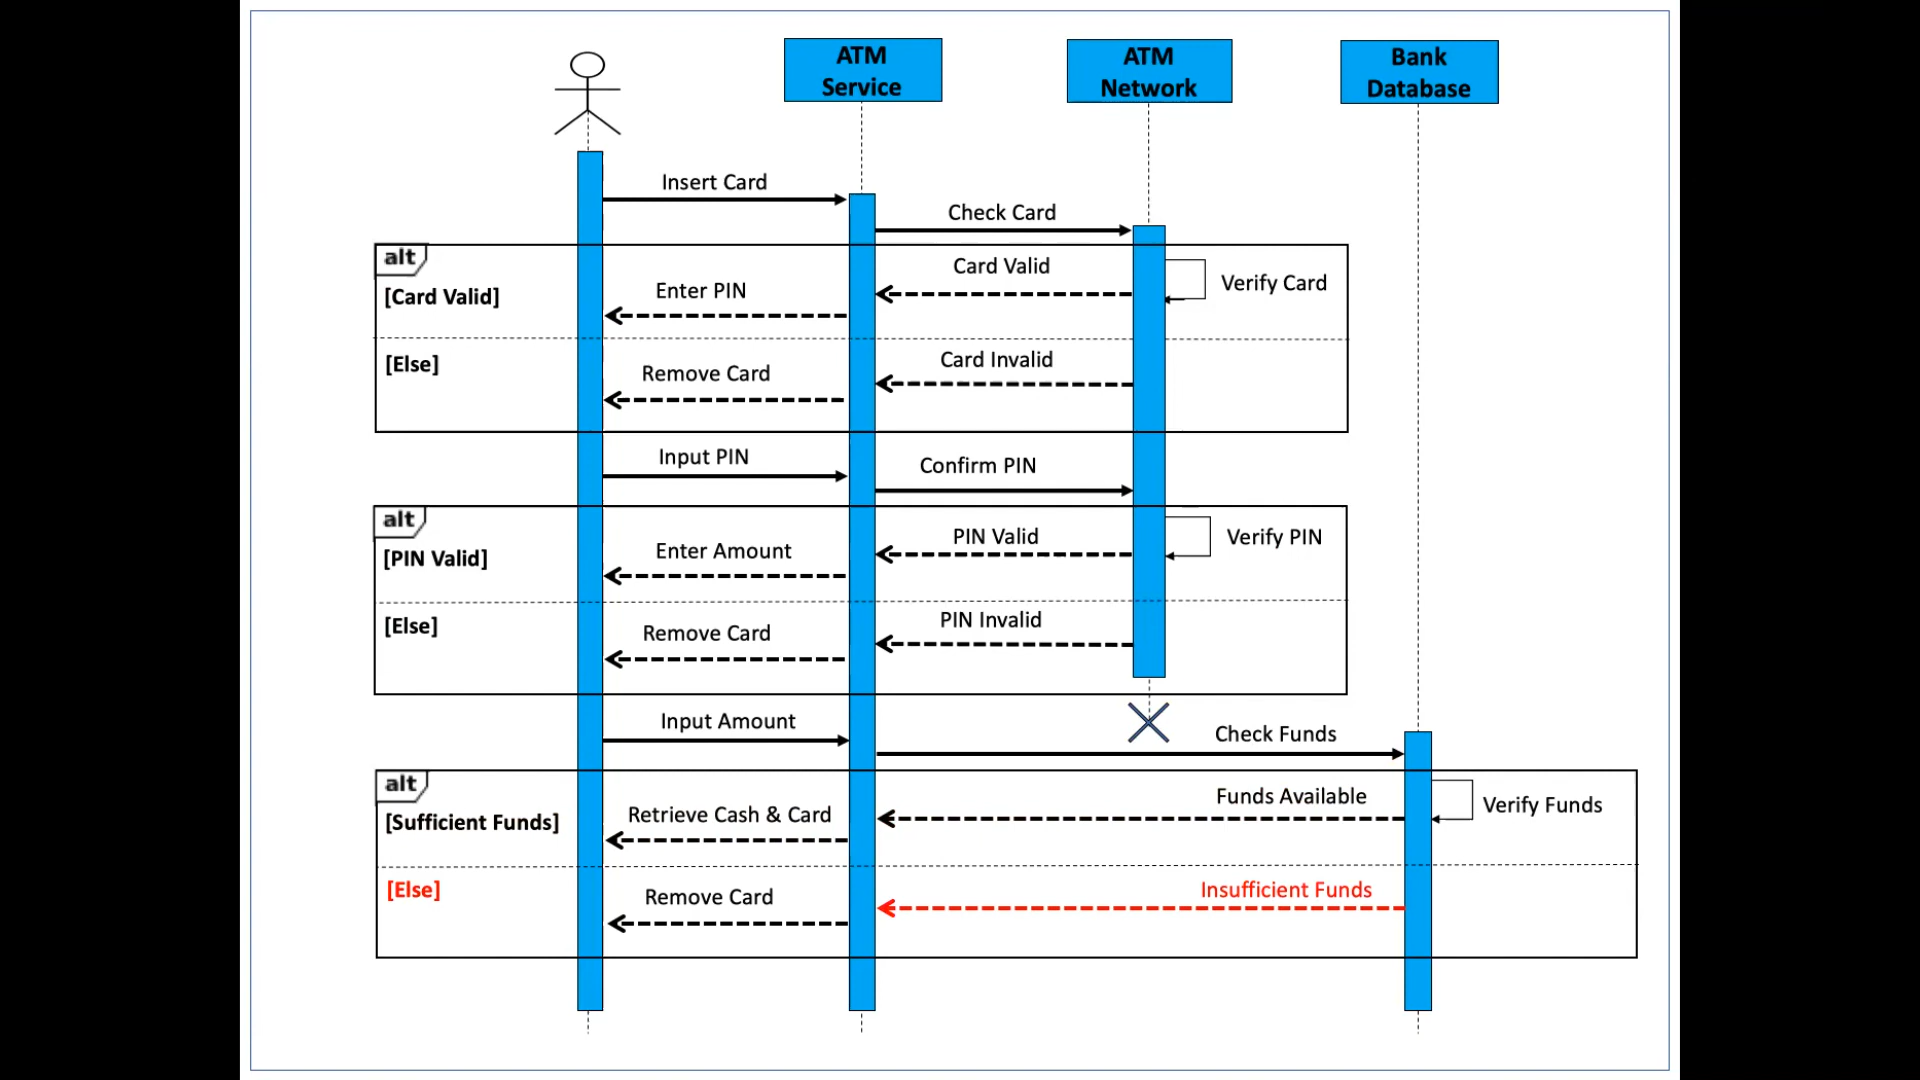 ATM
Service
ATM
Network
Bank
Database
Insert Card
Check Card
alt
[Card Valid]
Enter PIN
Card Valid
Verify Card
[Else]
Remove Card
Card Invalid
Input PIN
Confirm PIN
alt
[PIN Valid]
Enter Amount
PIN Valid
Verify PIN
[Else]
Remove Card
PIN Invalid
Input Amount
Check Funds
alt
[Sufficient Funds]
Retrieve Cash & Card
Funds Available
Verify Funds
[Else]
Remove Card
Insufficient Funds